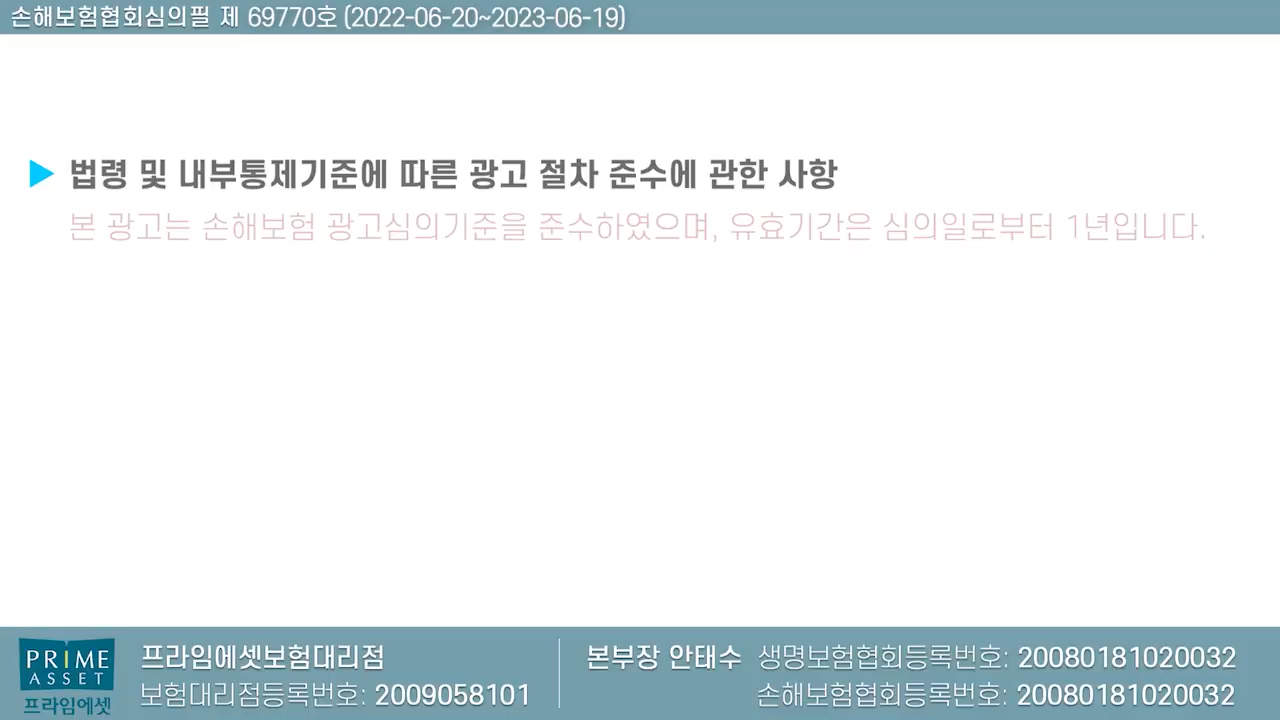 손해보험협회심의필 제 69770호 (2022-06-20~2023-06-19)
▶ 법령 및 내부통제기준에 따른 광고 절차 준수에 관한 사항
본 광고는 손해보험 광고심의기준을 준수하였으며, 유효기간은 심의일로부터 1년입니다.
PRIME
ASSET
프라임에셋
프라임에셋보험대리점
보험대리점등록번호: 2009058101
본부장 안태수 생명보험협회등록번호: 20080181020032
손해보험협회등록번호: 20080181020032